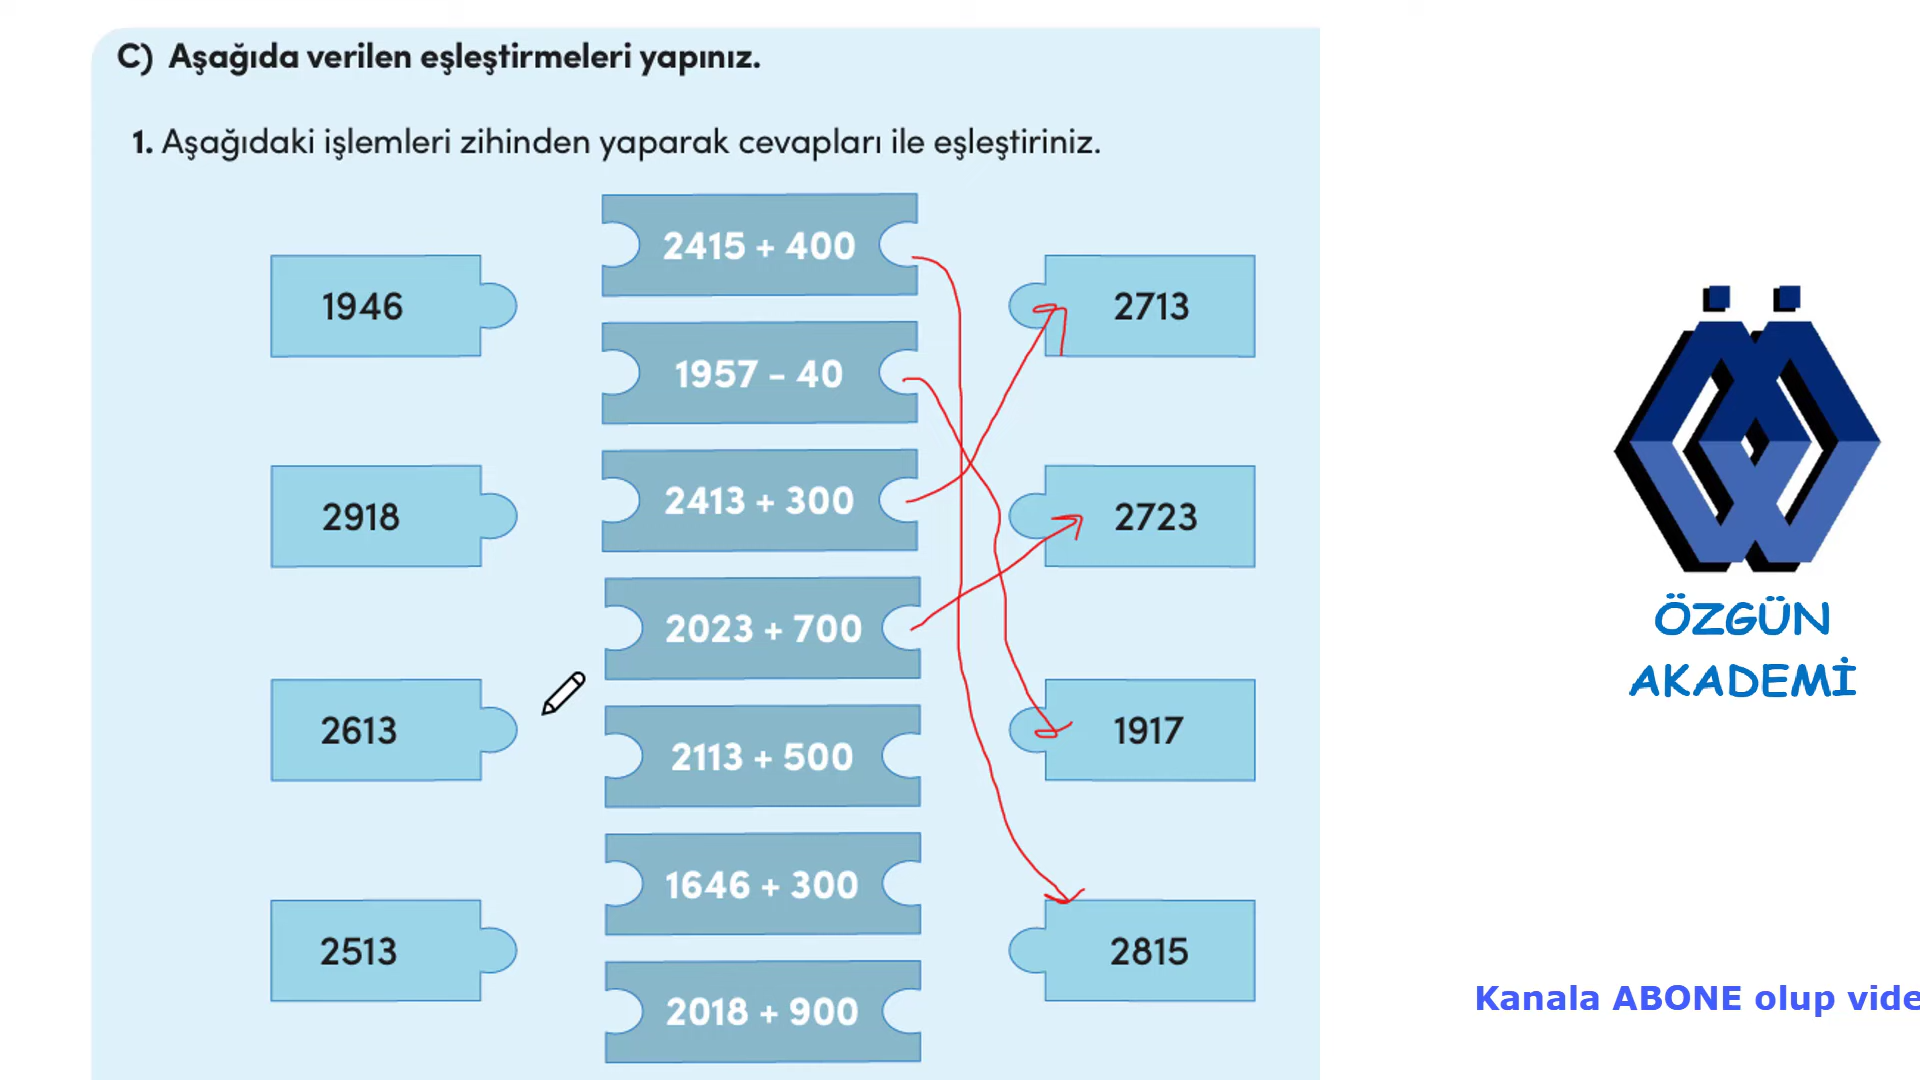 C) Aşağıda verilen eşleştirmeleri yapınız.
1. Aşağıdaki işlemleri zihinden yaparak cevapları ile eşleştiriniz.
2415 + 400
1946
2713
1957 - 40
2413 + 300
2918
2723
2023 + 700
2613
2113 + 500
1917
1646 + 300
2513
2815
2018 + 900
ÖZGÜN
AKADEMİ
Kanala ABONE olup vide